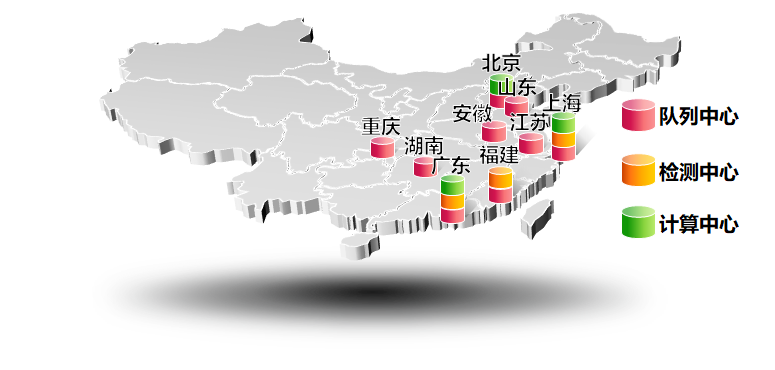 北京
山东
上海
安徽
江苏
重庆
湖南
广东
福建
队列中心
检测中心
计算中心